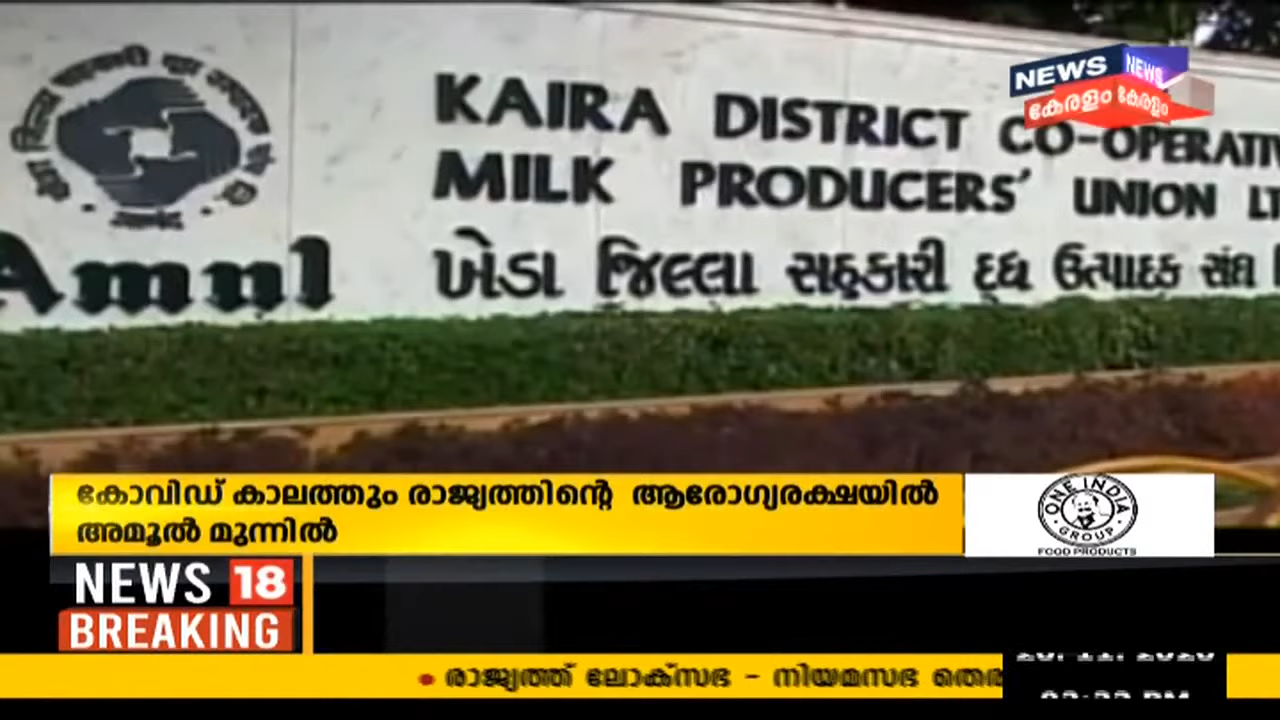 NEWS NEWS
കേരളം കേരളം
KAIRA DISTRICT CO-OPERATIV
MILK PRODUCERS' UNION LT
Amul
ખેડા જિલ્લા સહકારી દુધ ઉત્પાદક સંઘ
കോവിഡ് കാലത്തും രാജ്യത്തിന്റെ ആരോഗ്യരക്ഷയിൽ
അമൂൽ മുന്നിൽ
ONE INDIA
GROUP
FOOD PRODUCTS
NEWS 18
BREAKING
• രാജ്യത്ത് ലോക്സഭ - നിയമസഭ തെര